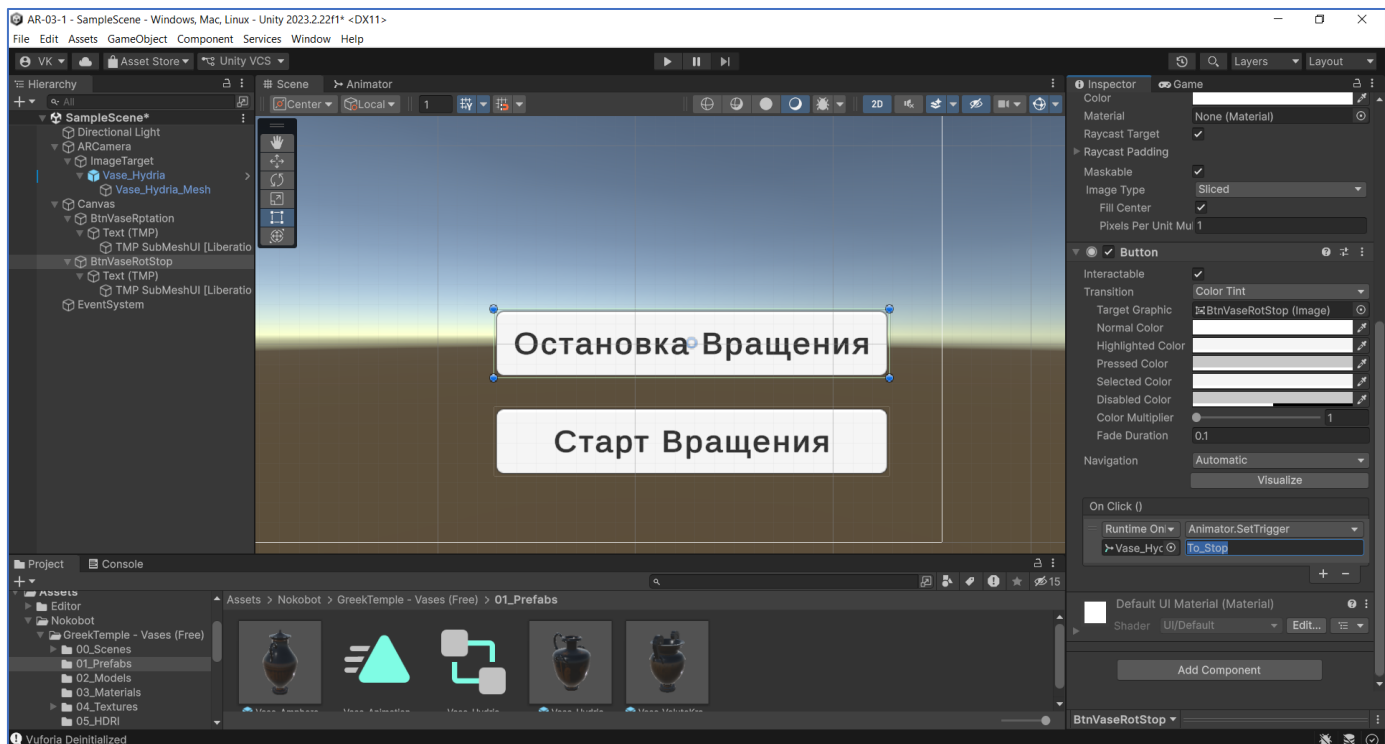 AR-03-1 - SampleScene - Windows, Mac, Linux - Unity 2023.2.22f1* <DX11>
File Edit Assets GameObject Component Services Window Help
VK Asset Store Unity VCS Layers Layout
Hierarchy
All
SampleScene*
Directional Light
ARCamera
ImageTarget
Vase_Hydria
Vase_Hydria_Mesh
Canvas
BtnVaseRptation
Text (TMP)
TMP SubMeshUI [Liberatio
BtnVaseRotStop
Text (TMP)
TMP SubMeshUI [Liberatio
EventSystem
Scene Animator
Center Local 1 2D
Остановка Вращения
Старт Вращения
Inspector Game
Color
Material None (Material)
Raycast Target
Raycast Padding
Maskable
Image Type Sliced
Fill Center
Pixels Per Unit Mu 1
Button
Interactable
Transition Color Tint
Target Graphic BtnVaseRotStop (Image)
Normal Color
Highlighted Color
Pressed Color
Selected Color
Disabled Color
Color Multiplier 1
Fade Duration 0.1
Navigation Automatic
Visualize
On Click ()
Runtime Onl Animator.SetTrigger
Vase_Hyc To_Stop
+ -
Default UI Material (Material)
Shader UI/Default Edit...
Add Component
BtnVaseRotStop
Project Console
15
Assets
Editor
Nokobot
GreekTemple - Vases (Free)
00_Scenes
01_Prefabs
02_Models
03_Materials
04_Textures
05_HDRI
Assets > Nokobot > GreekTemple - Vases (Free) > 01_Prefabs
Vuforia Deinitialized